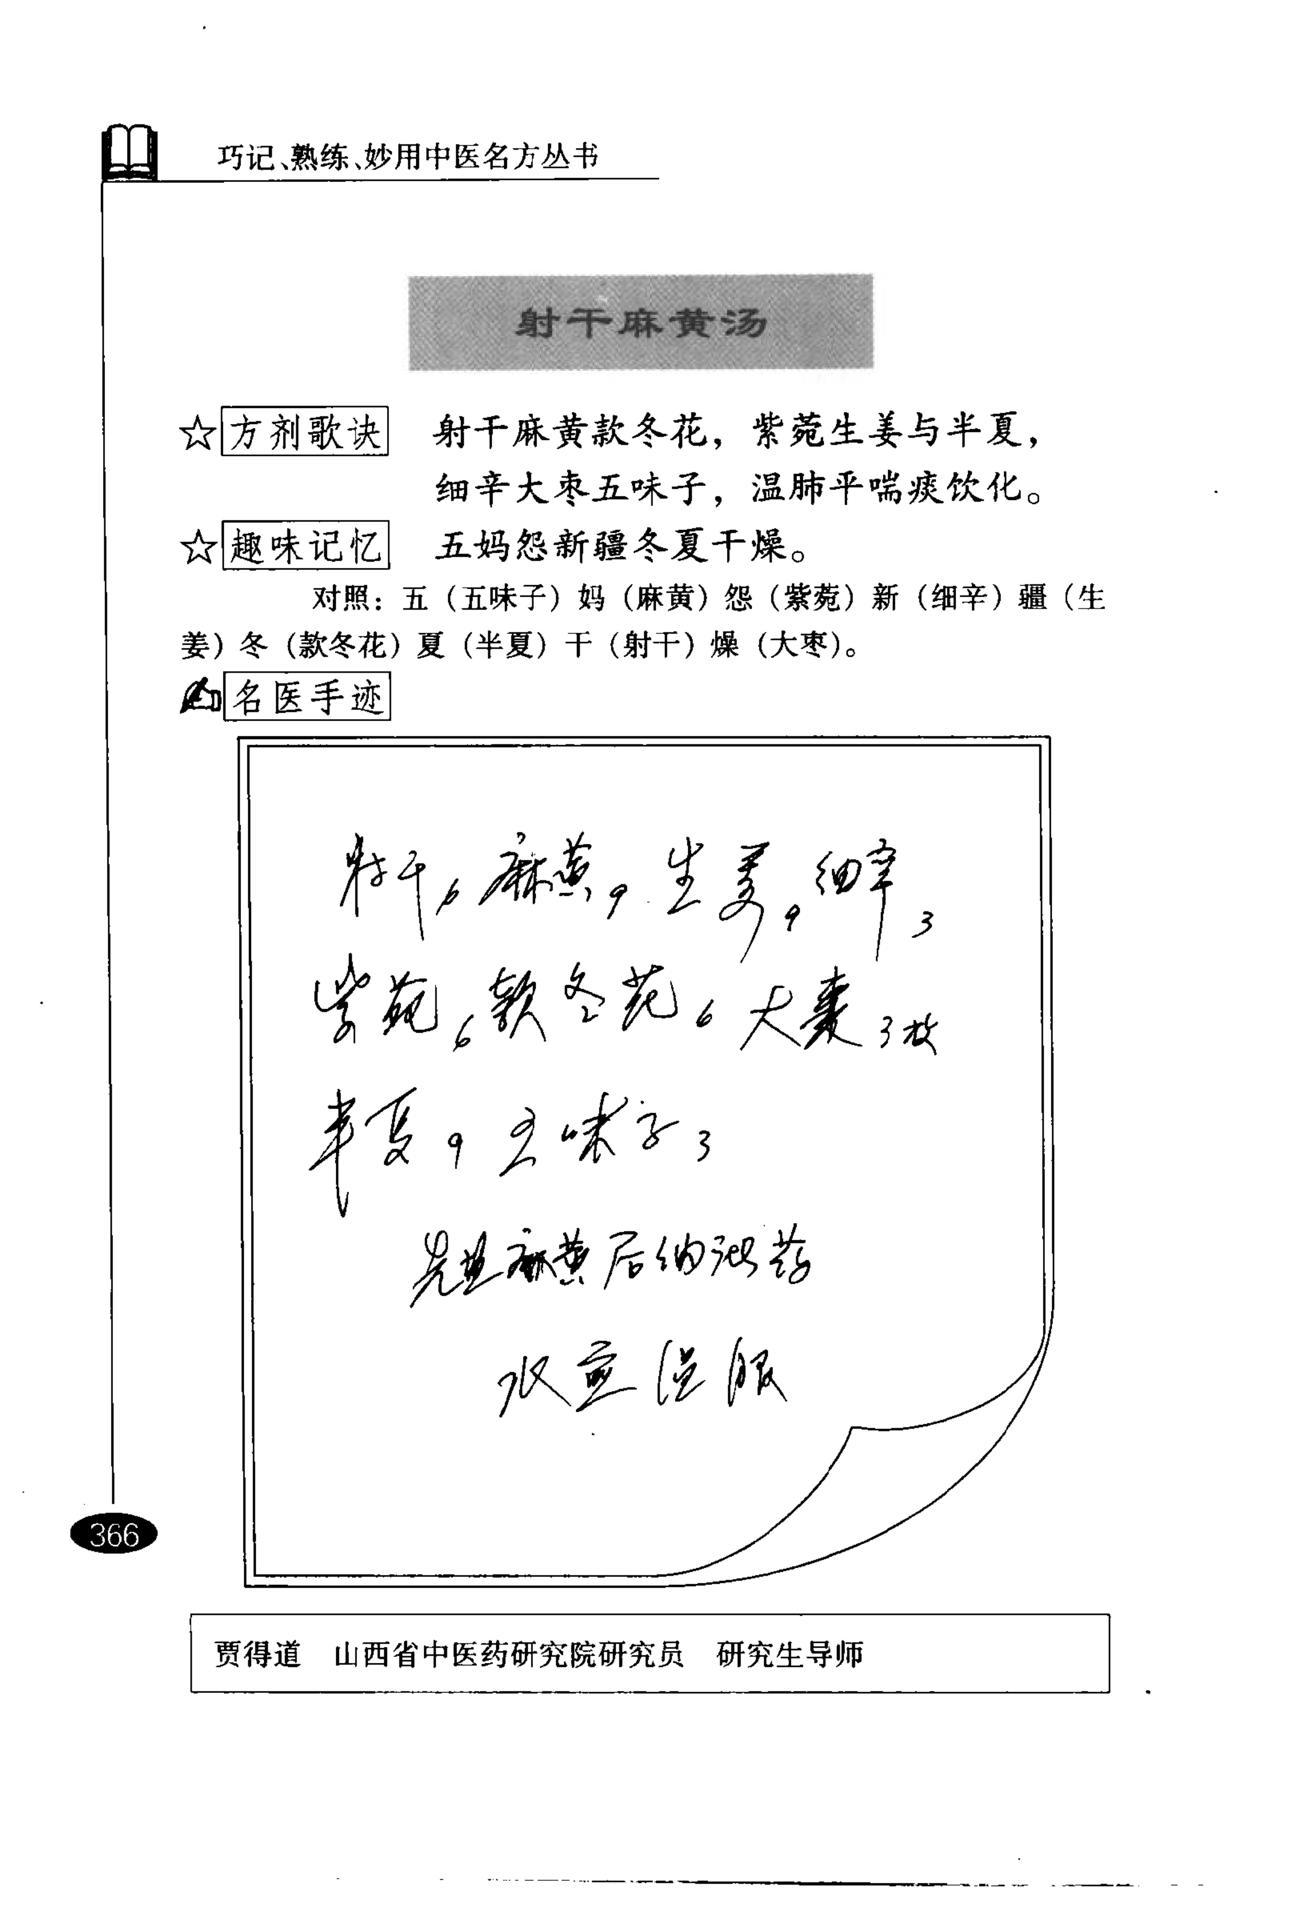 巧记、熟练、妙用中医名方丛书
射干麻黄汤
☆方剂歌诀 射干麻黄款冬花，紫菀生姜与半夏，
细辛大枣五味子，温肺平喘痰饮化。
☆趣味记忆 五妈怨新疆冬夏干燥。
对照：五（五味子）妈（麻黄）怨（紫菀）新（细辛）疆（生
姜）冬（款冬花）夏（半夏）干（射干）燥（大枣）。
名医手迹
射干6 麻黄9 生姜9 细辛3
紫菀6 款冬花6 大枣3枚
半夏9 五味子3
先煎麻黄后纳诸药
水煎温服
366
贾得道 山西省中医药研究院研究员 研究生导师